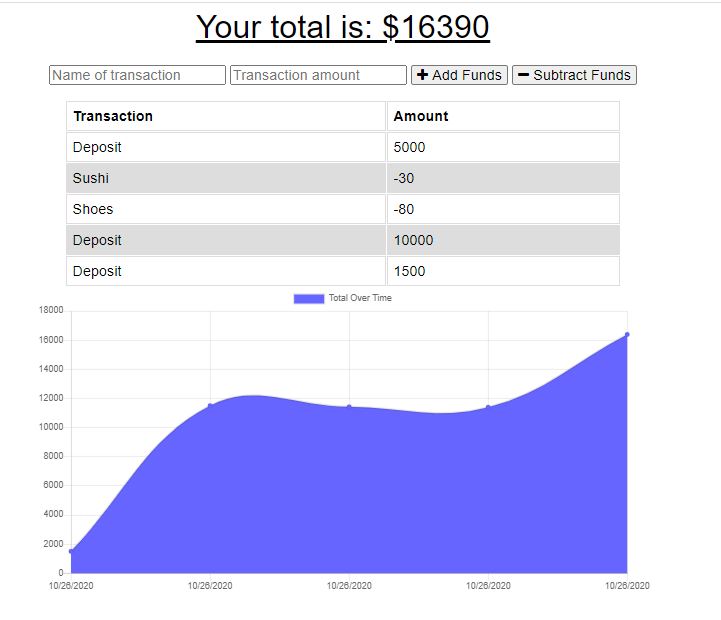 Your total is: $16390
Name of transaction Transaction amount + Add Funds − Subtract Funds
Transaction Amount
Deposit 5000
Sushi -30
Shoes -80
Deposit 10000
Deposit 1500
Total Over Time
18000
16000
14000
12000
10000
8000
6000
4000
2000
0
10/26/2020 10/26/2020 10/26/2020 10/26/2020 10/26/2020